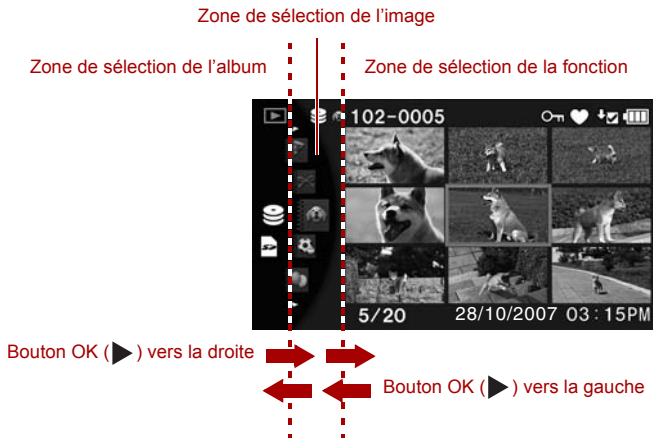 Zone de sélection de l'image
Zone de sélection de l'album
Zone de sélection de la fonction
102-0005
5/20 28/10/2007 03:15PM
Bouton OK (▶) vers la droite
Bouton OK (▶) vers la gauche